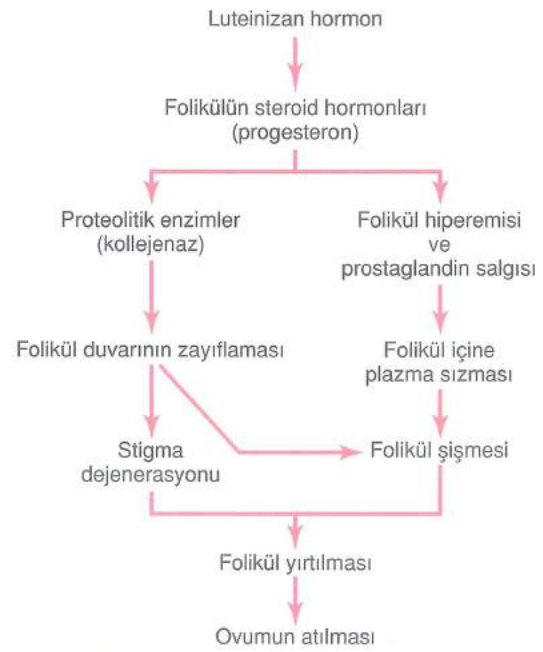 Luteinizan hormon
Folikülün steroid hormonları
(progesteron)
Proteolitik enzimler
(kollejenaz)
Folikül hiperemisi
ve
prostaglandin salgısı
Folikül duvarının zayıflaması
Folikül içine
plazma sızması
Stigma
dejenerasyonu
Folikül şişmesi
Folikül yırtılması
Ovumun atılması